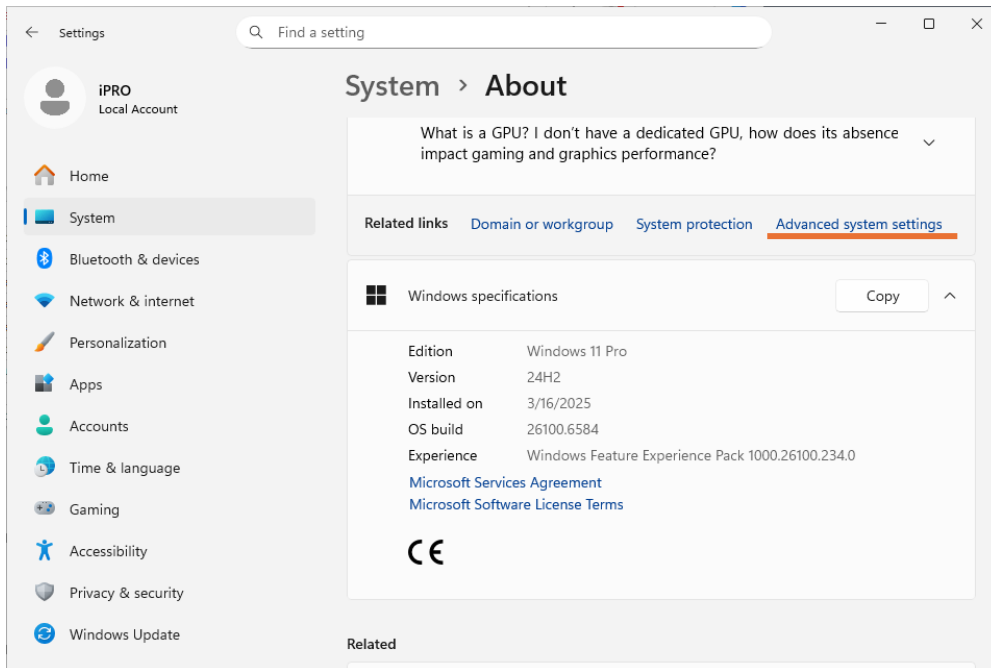 Settings
Find a setting
iPRO
Local Account
Home
System
Bluetooth & devices
Network & internet
Personalization
Apps
Accounts
Time & language
Gaming
Accessibility
Privacy & security
Windows Update
System > About
What is a GPU? I don't have a dedicated GPU, how does its absence
impact gaming and graphics performance?
Related links Domain or workgroup System protection Advanced system settings
Windows specifications Copy
Edition Windows 11 Pro
Version 24H2
Installed on 3/16/2025
OS build 26100.6584
Experience Windows Feature Experience Pack 1000.26100.234.0
Microsoft Services Agreement
Microsoft Software License Terms
CE
Related